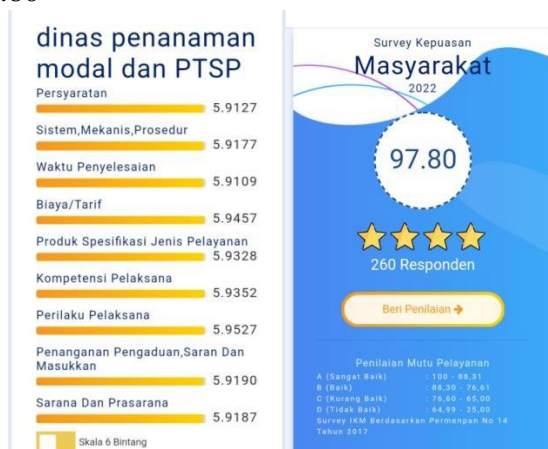 dinas penanaman
modal dan PTSP
Persyaratan
5.9127
Sistem,Mekanis,Prosedur
5.9177
Waktu Penyelesaian
5.9109
Biaya/Tarif
5.9457
Produk Spesifikasi Jenis Pelayanan
5.9328
Kompetensi Pelaksana
5.9352
Perilaku Pelaksana
5.9527
Penanganan Pengaduan,Saran Dan
Masukkan
5.9190
Sarana Dan Prasarana
5.9187
Skala 6 Bintang
Survey Kepuasan
Masyarakat
2022
97.80
260 Responden
Beri Penilaian →
Penilaian Mutu Pelayanan
A (Sangat Baik) : 100 - 88,31
B (Baik) : 88,30 - 76,61
C (Kurang Baik) : 76,60 - 65,00
D (Tidak Baik) : 64,99 - 25,00
Survey IKM Berdasarkan Permenpan No 14
Tahun 2017